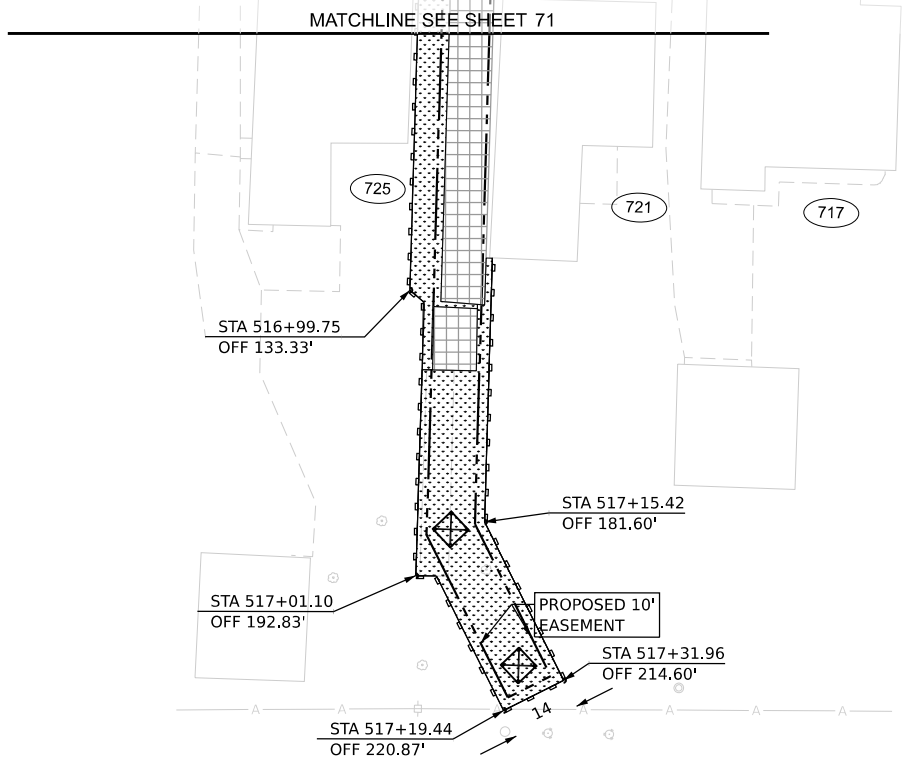 MATCHLINE SEE SHEET 71
725
721
717
STA 516+99.75
OFF 133.33'
STA 517+15.42
OFF 181.60'
STA 517+01.10
OFF 192.83'
PROPOSED 10'
EASEMENT
STA 517+31.96
OFF 214.60'
14
A A A A A A A
STA 517+19.44
OFF 220.87'